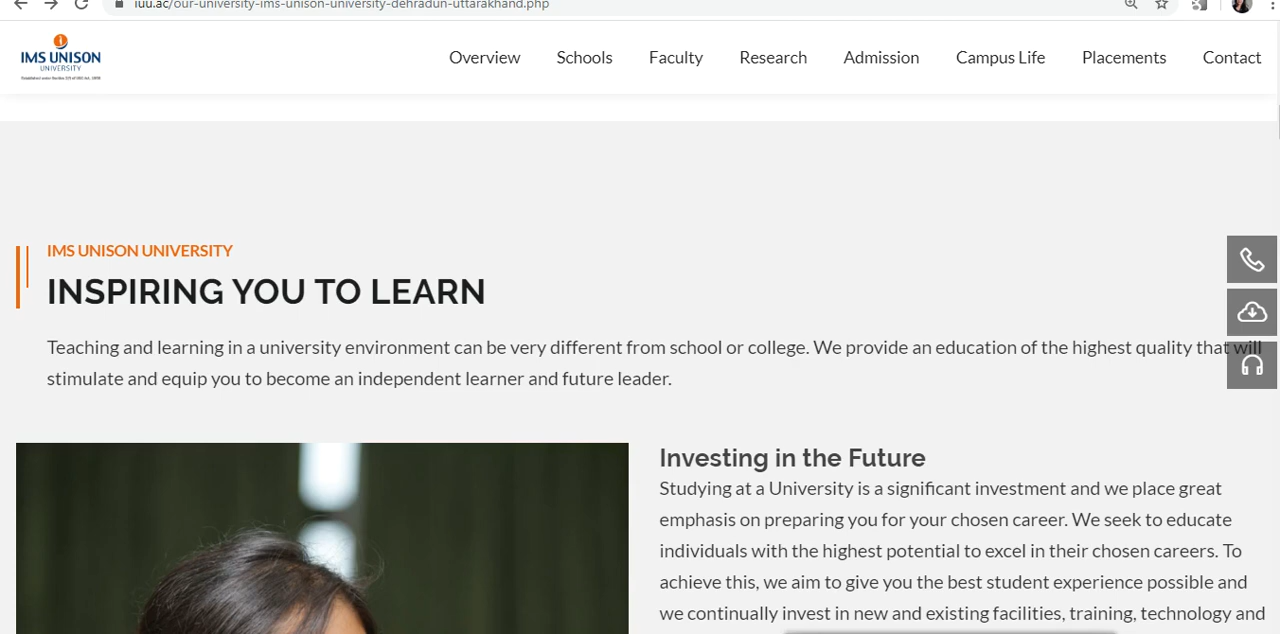 iuu.ac/our-university-ims-unison-university-dehradun-uttarakhand.php
IMS UNISON
UNIVERSITY
Overview Schools Faculty Research Admission Campus Life Placements Contact
IMS UNISON UNIVERSITY
INSPIRING YOU TO LEARN
Teaching and learning in a university environment can be very different from school or college. We provide an education of the highest quality that will
stimulate and equip you to become an independent learner and future leader.
Investing in the Future
Studying at a University is a significant investment and we place great
emphasis on preparing you for your chosen career. We seek to educate
individuals with the highest potential to excel in their chosen careers. To
achieve this, we aim to give you the best student experience possible and
we continually invest in new and existing facilities, training, technology and